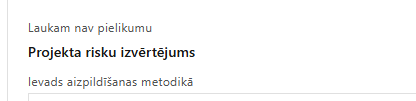 Laukam nav pielikumu
Projekta risku izvērtējums
Ievads aizpildīšanas metodikā